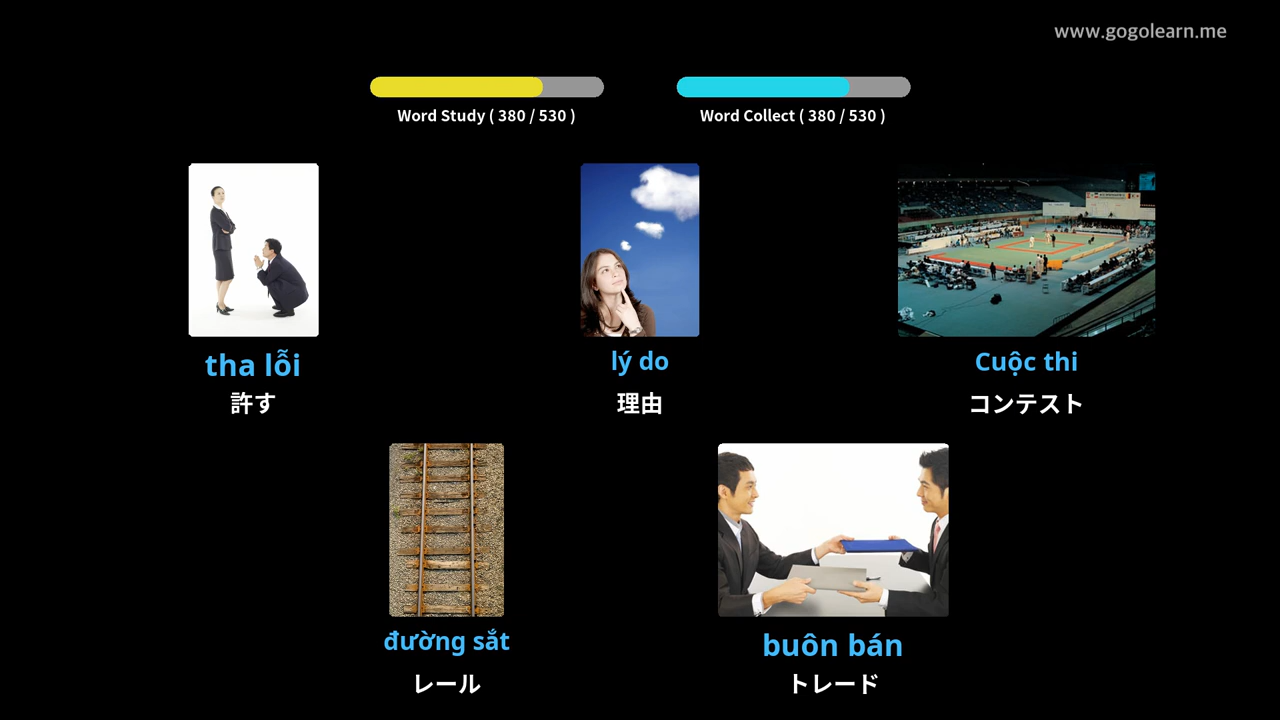 www.gogolearn.me
Word Study ( 380 / 530 )
Word Collect ( 380 / 530 )
tha lỗi
許す
lý do
理由
Cuộc thi
コンテスト
đường sắt
レール
buôn bán
トレード